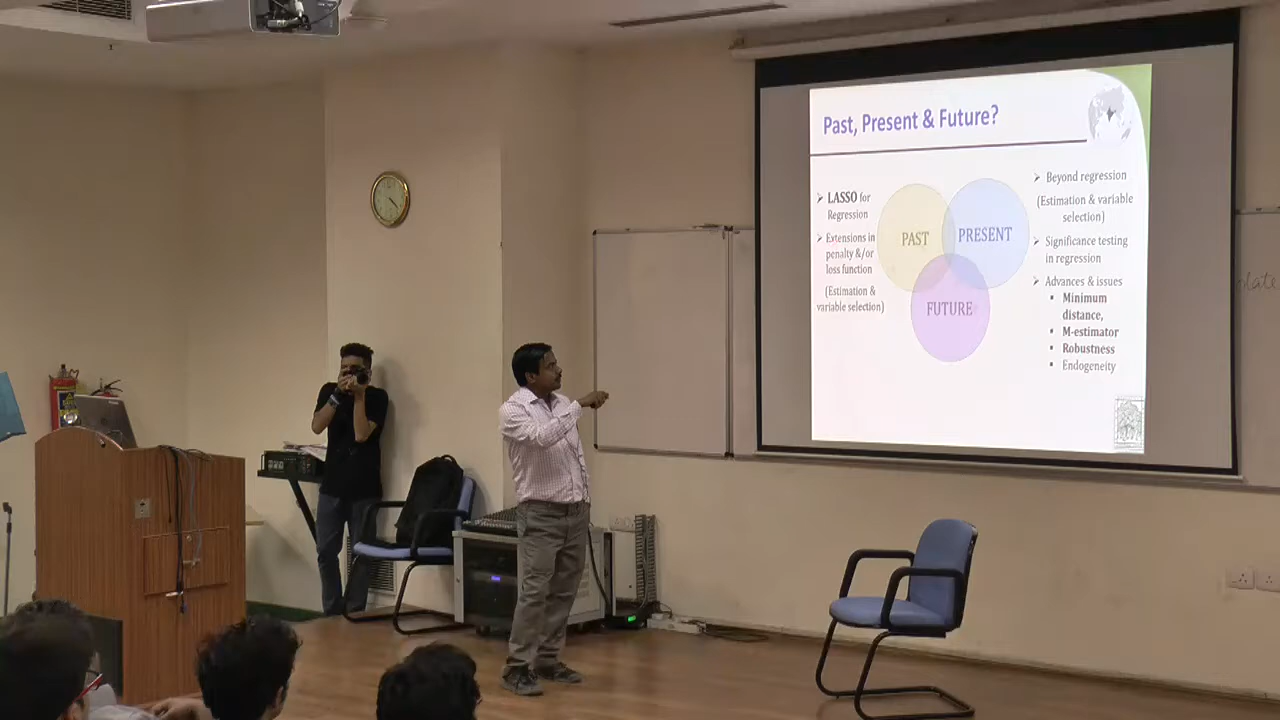 Past, Present & Future?
➢ LASSO for
Regression
➢ Extensions in
penalty &/or
loss function
(Estimation &
variable selection)
PAST
PRESENT
FUTURE
➢ Beyond regression
(Estimation & variable
selection)
➢ Significance testing
in regression
➢ Advances & issues
▪ Minimum
distance,
▪ M-estimator
▪ Robustness
▪ Endogeneity